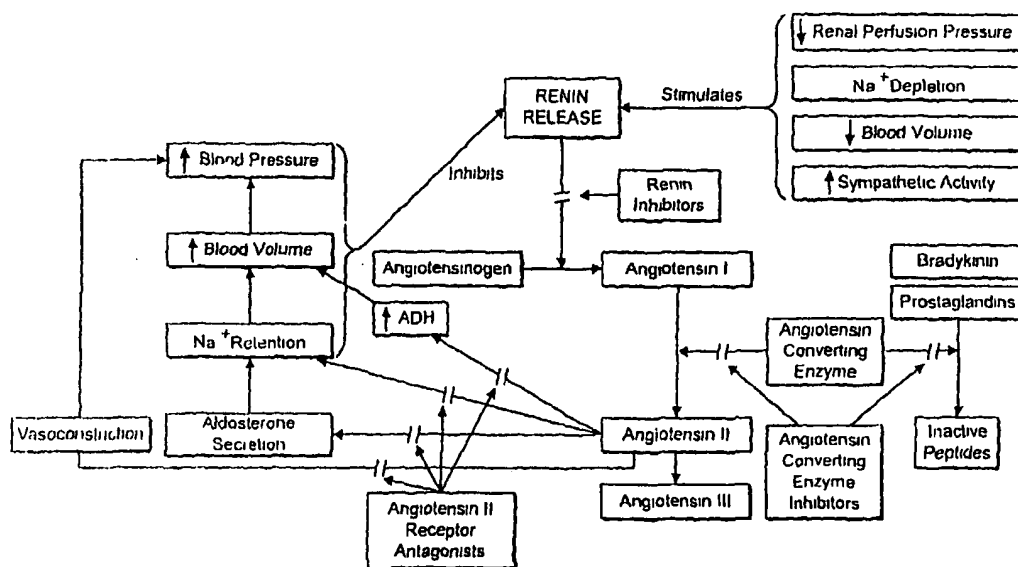 ↓ Renal Perfusion Pressure
Na⁺ Depletion
↓ Blood Volume
↑ Sympathetic Activity
Stimulates
RENIN
RELEASE
Inhibits
Renin
Inhibitors
↑ Blood Pressure
↑ Blood Volume
Na⁺ Retention
Aldosterone
Secretion
Vasoconstriction
Angiotensinogen
Angiotensin I
↑ ADH
Bradykinin
Prostaglandins
Angiotensin
Converting
Enzyme
Angiotensin II
Angiotensin III
Angiotensin
Converting
Enzyme
Inhibitors
Inactive
Peptides
Angiotensin II
Receptor
Antagonists